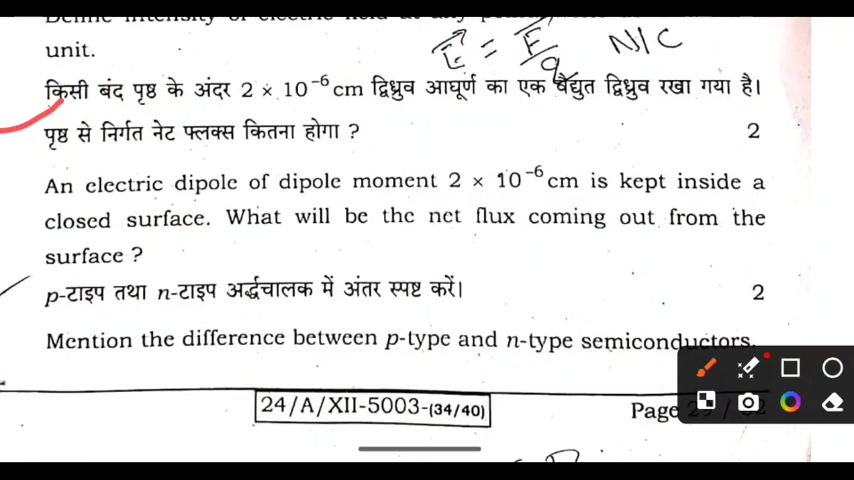 unit.
E = F/q N/C
किसी बंद पृष्ठ के अंदर 2 × 10⁻⁶ cm द्विध्रुव आघूर्ण का एक वैद्युत द्विध्रुव रखा गया है।
पृष्ठ से निर्गत नेट फ्लक्स कितना होगा ? 2
An electric dipole of dipole moment 2 × 10⁻⁶ cm is kept inside a
closed surface. What will be the net flux coming out from the
surface ?
p-टाइप तथा n-टाइप अर्द्धचालक में अंतर स्पष्ट करें। 2
Mention the difference between p-type and n-type semiconductors.
24/A/XII-5003-(34/40) Page